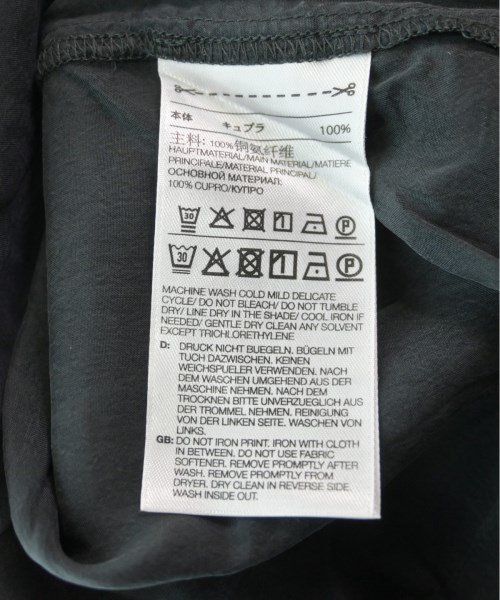 本体 キュプラ 100%
主料: 100%铜氨纤维
HAUPTMATERIAL/MAIN MATERIAL/MATIERE
PRINCIPALE/MATERIAL PRINCIPAL/
ОСНОВНОЙ МАТЕРИАЛ:
100% CUPRO/КУПРО
30 P
30 P
MACHINE WASH COLD MILD DELICATE
CYCLE/ DO NOT BLEACH/ DO NOT TUMBLE
DRY/ LINE DRY IN THE SHADE/ COOL IRON IF
NEEDED/ GENTLE DRY CLEAN ANY SOLVENT
EXCEPT TRICHLORETHYLENE
D: DRUCK NICHT BUEGELN. BÜGELN MIT
TUCH DAZWISCHEN. KEINEN
WEICHSPUELER VERWENDEN. NACH
DEM WASCHEN UMGEHEND AUS DER
MASCHINE NEHMEN. NACH DEM
TROCKNEN BITTE UNVERZUEGLICH AUS
DER TROMMEL NEHMEN. REINIGUNG
VON DER LINKEN SEITE. WASCHEN VON
LINKS.
GB: DO NOT IRON PRINT. IRON WITH CLOTH
IN BETWEEN. DO NOT USE FABRIC
SOFTENER. REMOVE PROMPTLY AFTER
WASH. REMOVE PROMPTLY FROM
DRYER. DRY CLEAN IN REVERSE SIDE.
WASH INSIDE OUT.